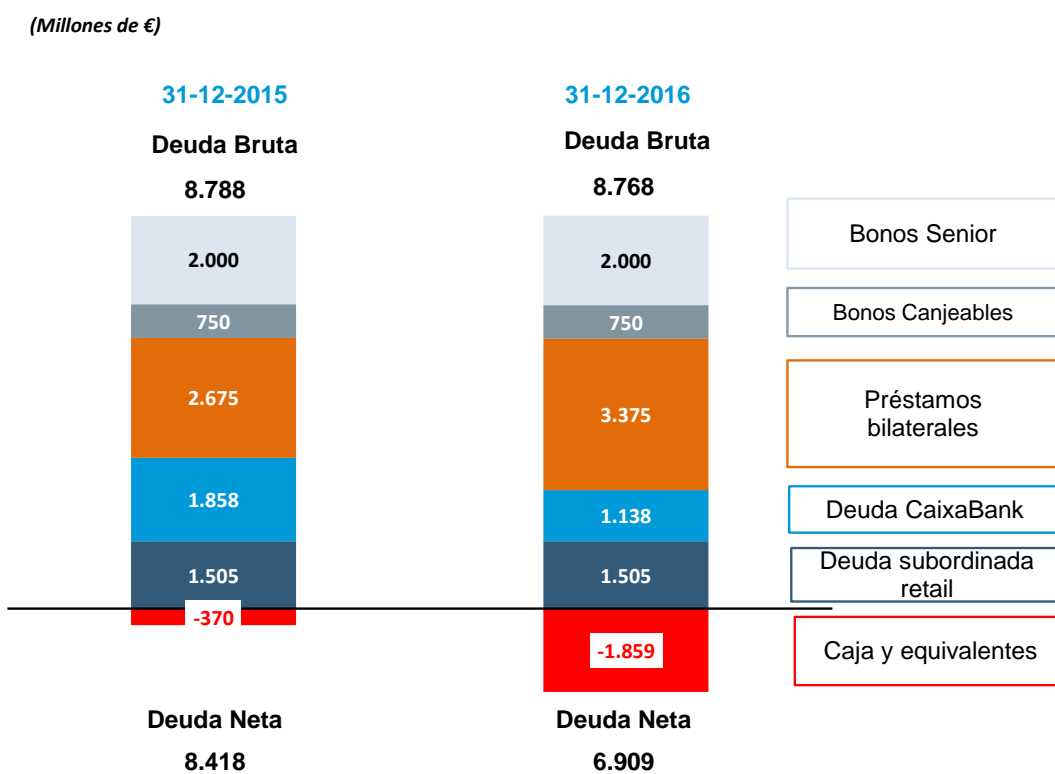 (Millones de €)
31-12-2015
31-12-2016
Deuda Bruta
Deuda Bruta
8.788
8.768
2.000
2.000
Bonos Senior
750
750
Bonos Canjeables
2.675
3.375
Préstamos
bilaterales
1.858
1.138
Deuda CaixaBank
1.505
1.505
Deuda subordinada
retail
-370
-1.859
Caja y equivalentes
Deuda Neta
Deuda Neta
8.418
6.909